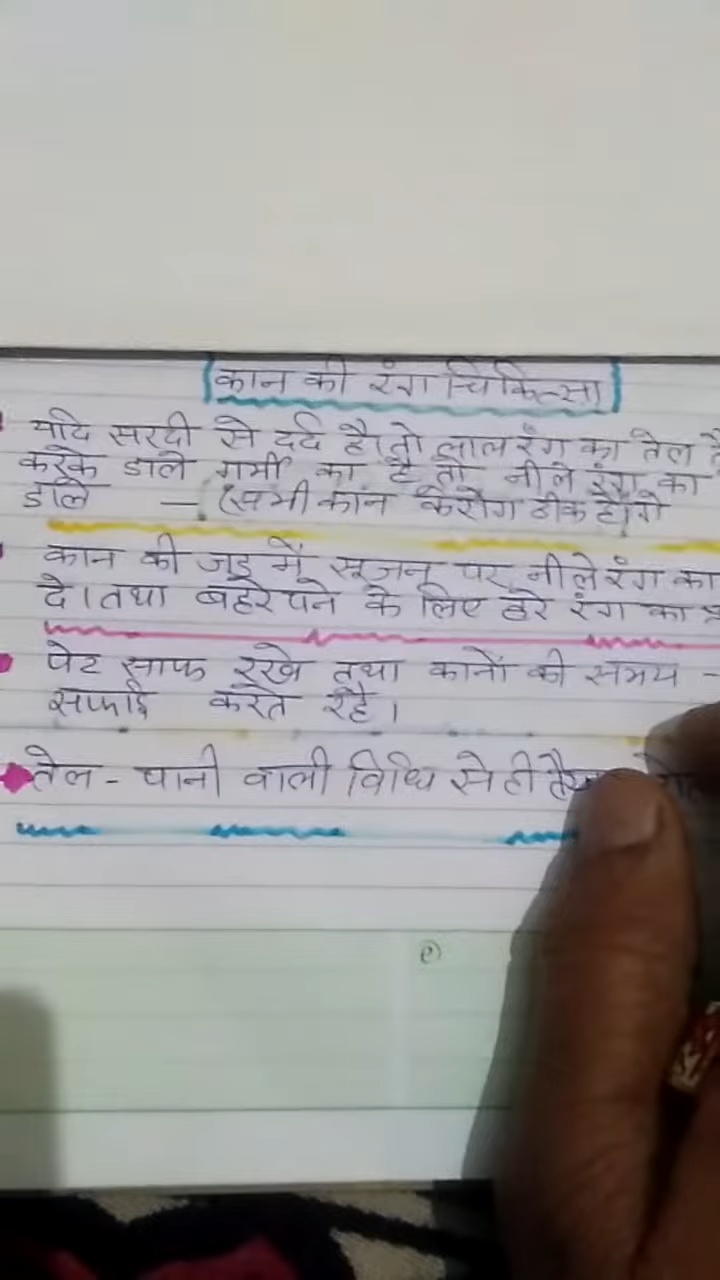 कान की रंग चिकित्सा
यदि सरदी से दर्द है।तो लाल रंग का तेल
करके डाले गर्मी का है तो नीले रंग का
डाले — (सभी कान के रोग ठीक होंगे
कान की जड़ में सूजन पर नीले रंग का
दे। तथा बहरेपने के लिए हरे रंग का
पेट साफ रखे तथा कानों की समय -
सफाई करते रहे।
तेल - पानी वाली विधि से ही